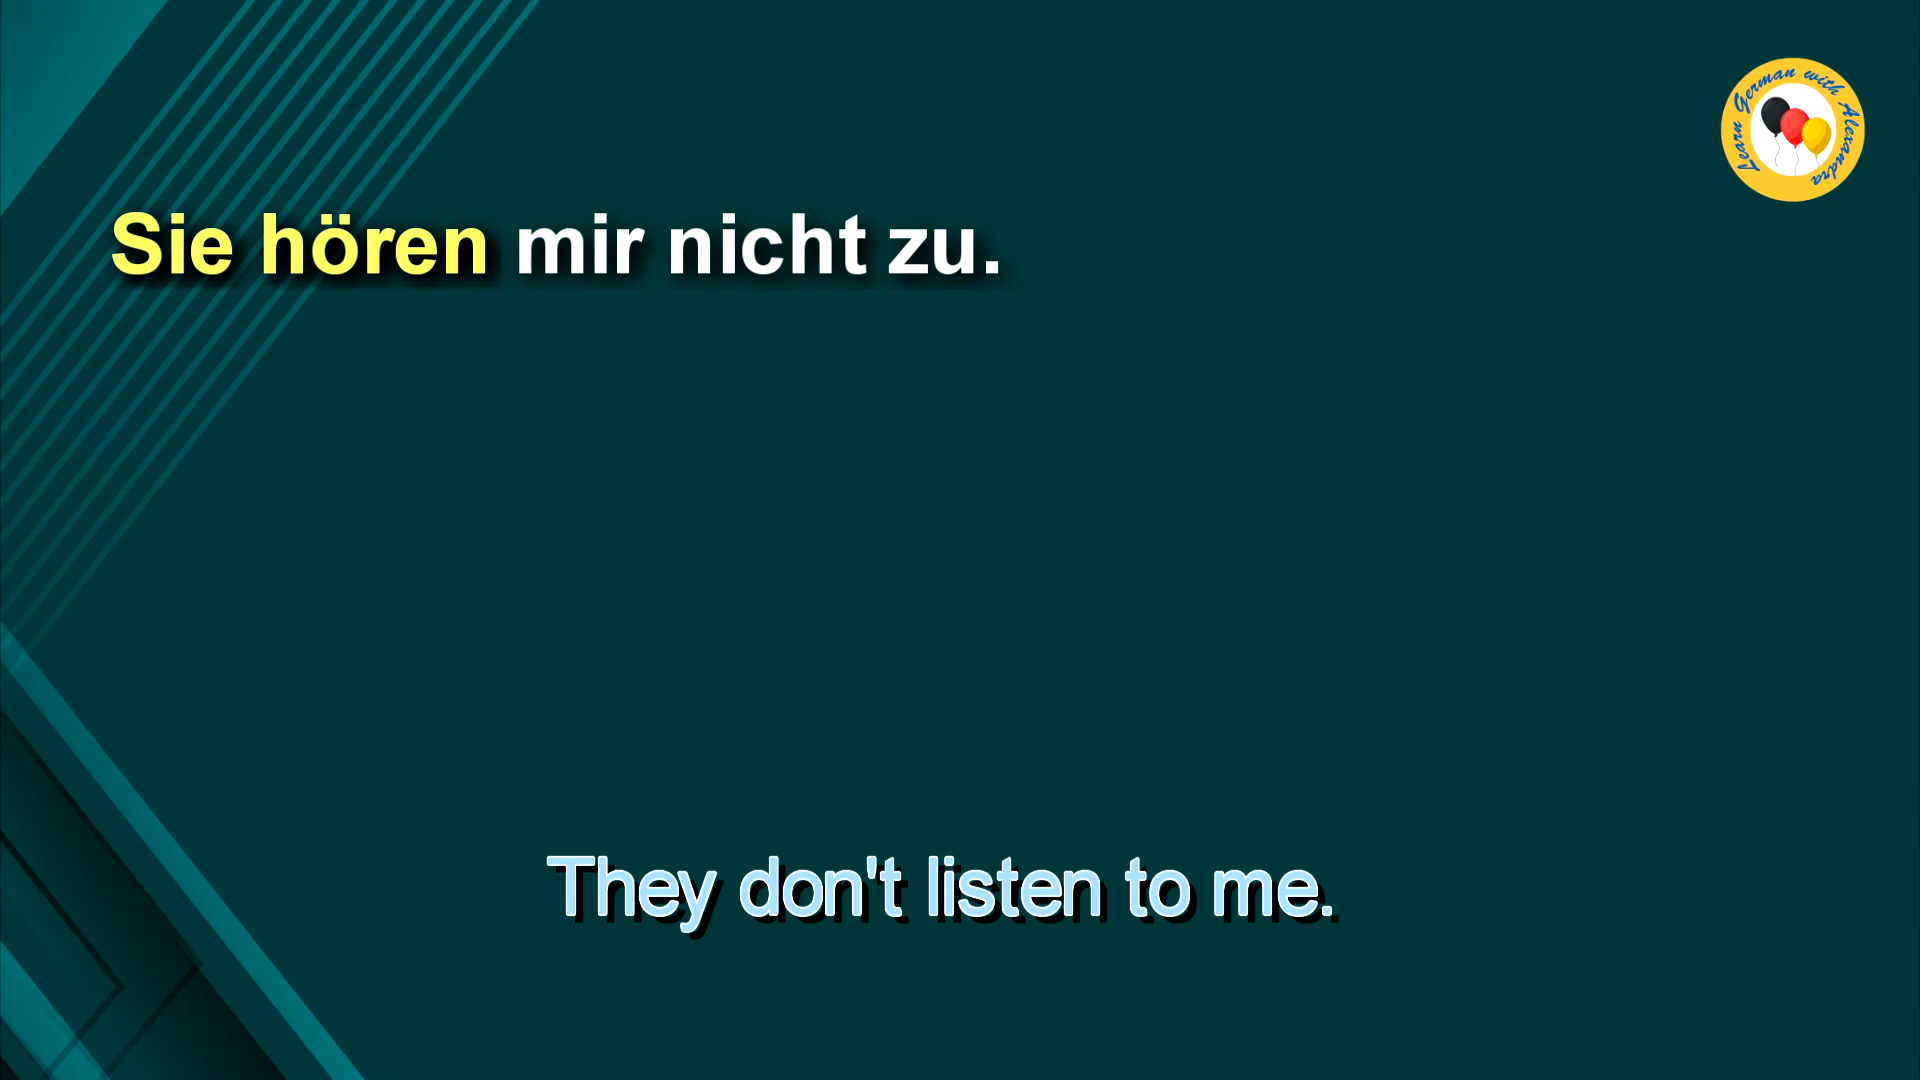 Learn German with Alexandra
Sie hören mir nicht zu.
They don't listen to me.